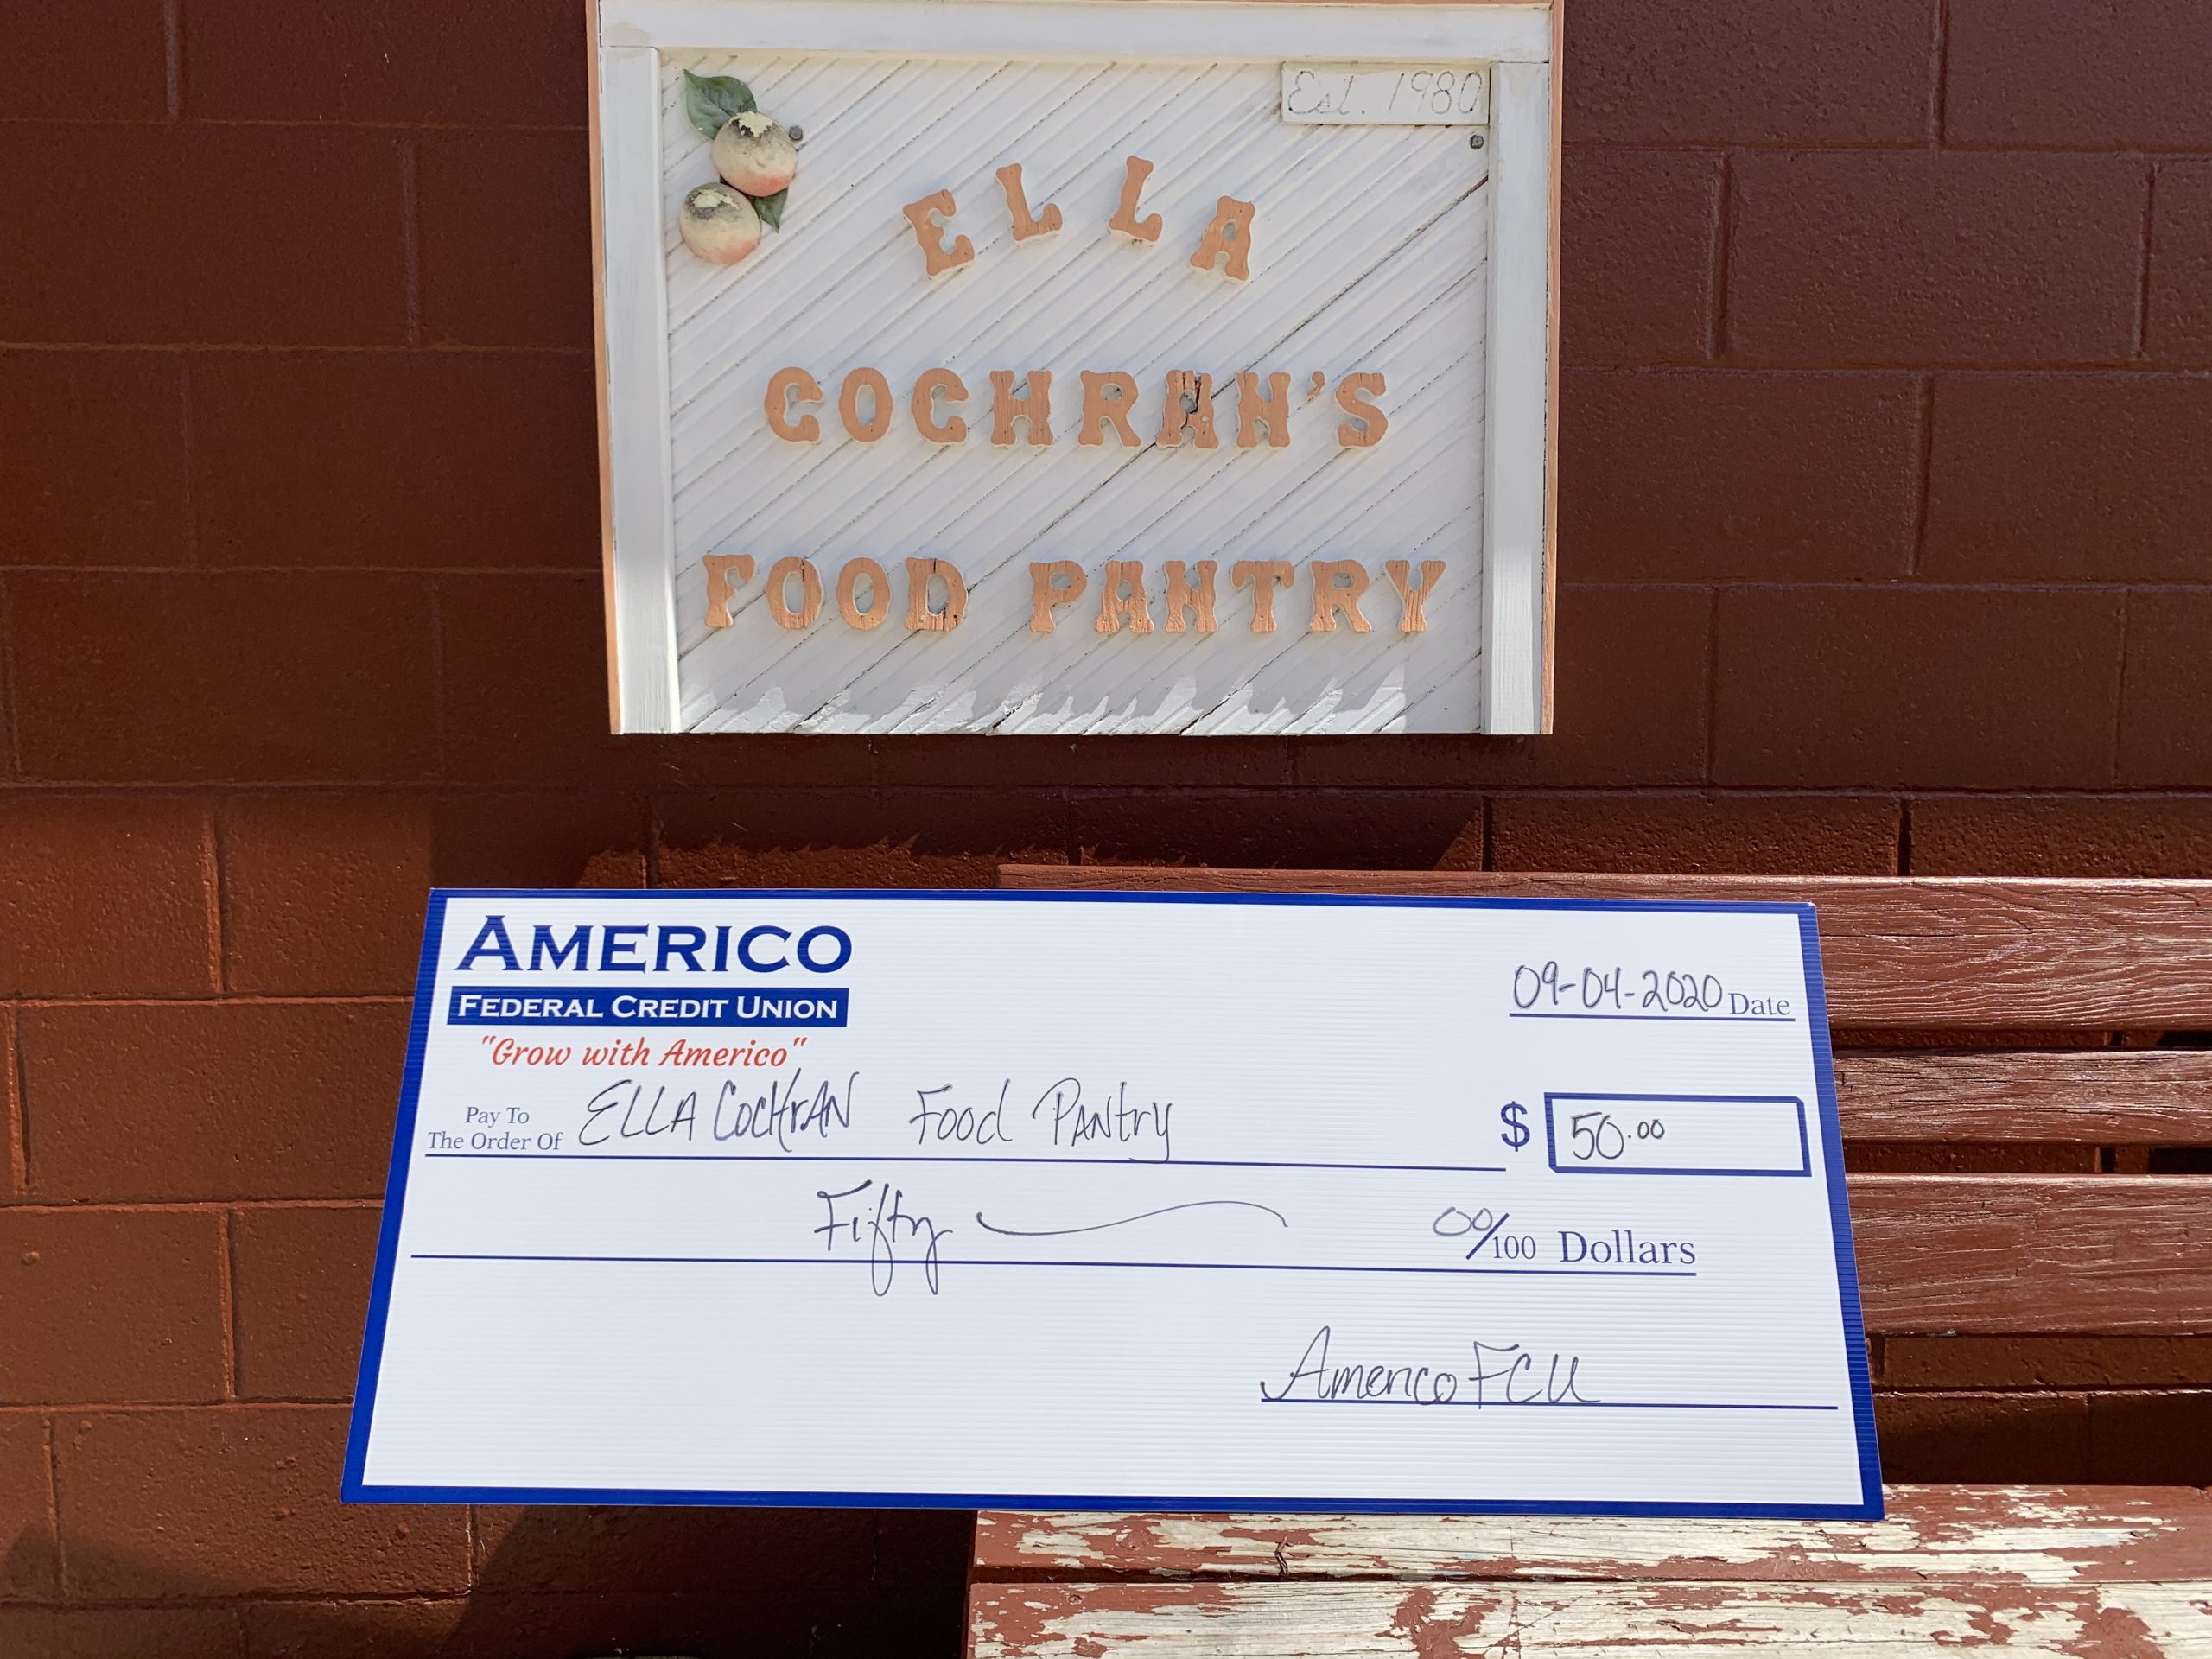 Est. 1980
ELLA
COCHRAN'S
FOOD PANTRY
AMERICO
FEDERAL CREDIT UNION
"Grow with Americo"
09-04-2020 Date
Pay To
The Order Of ELLA COCHrAN Food PANtry $ 50.00
Fifty 00/100 Dollars
Americo FCU